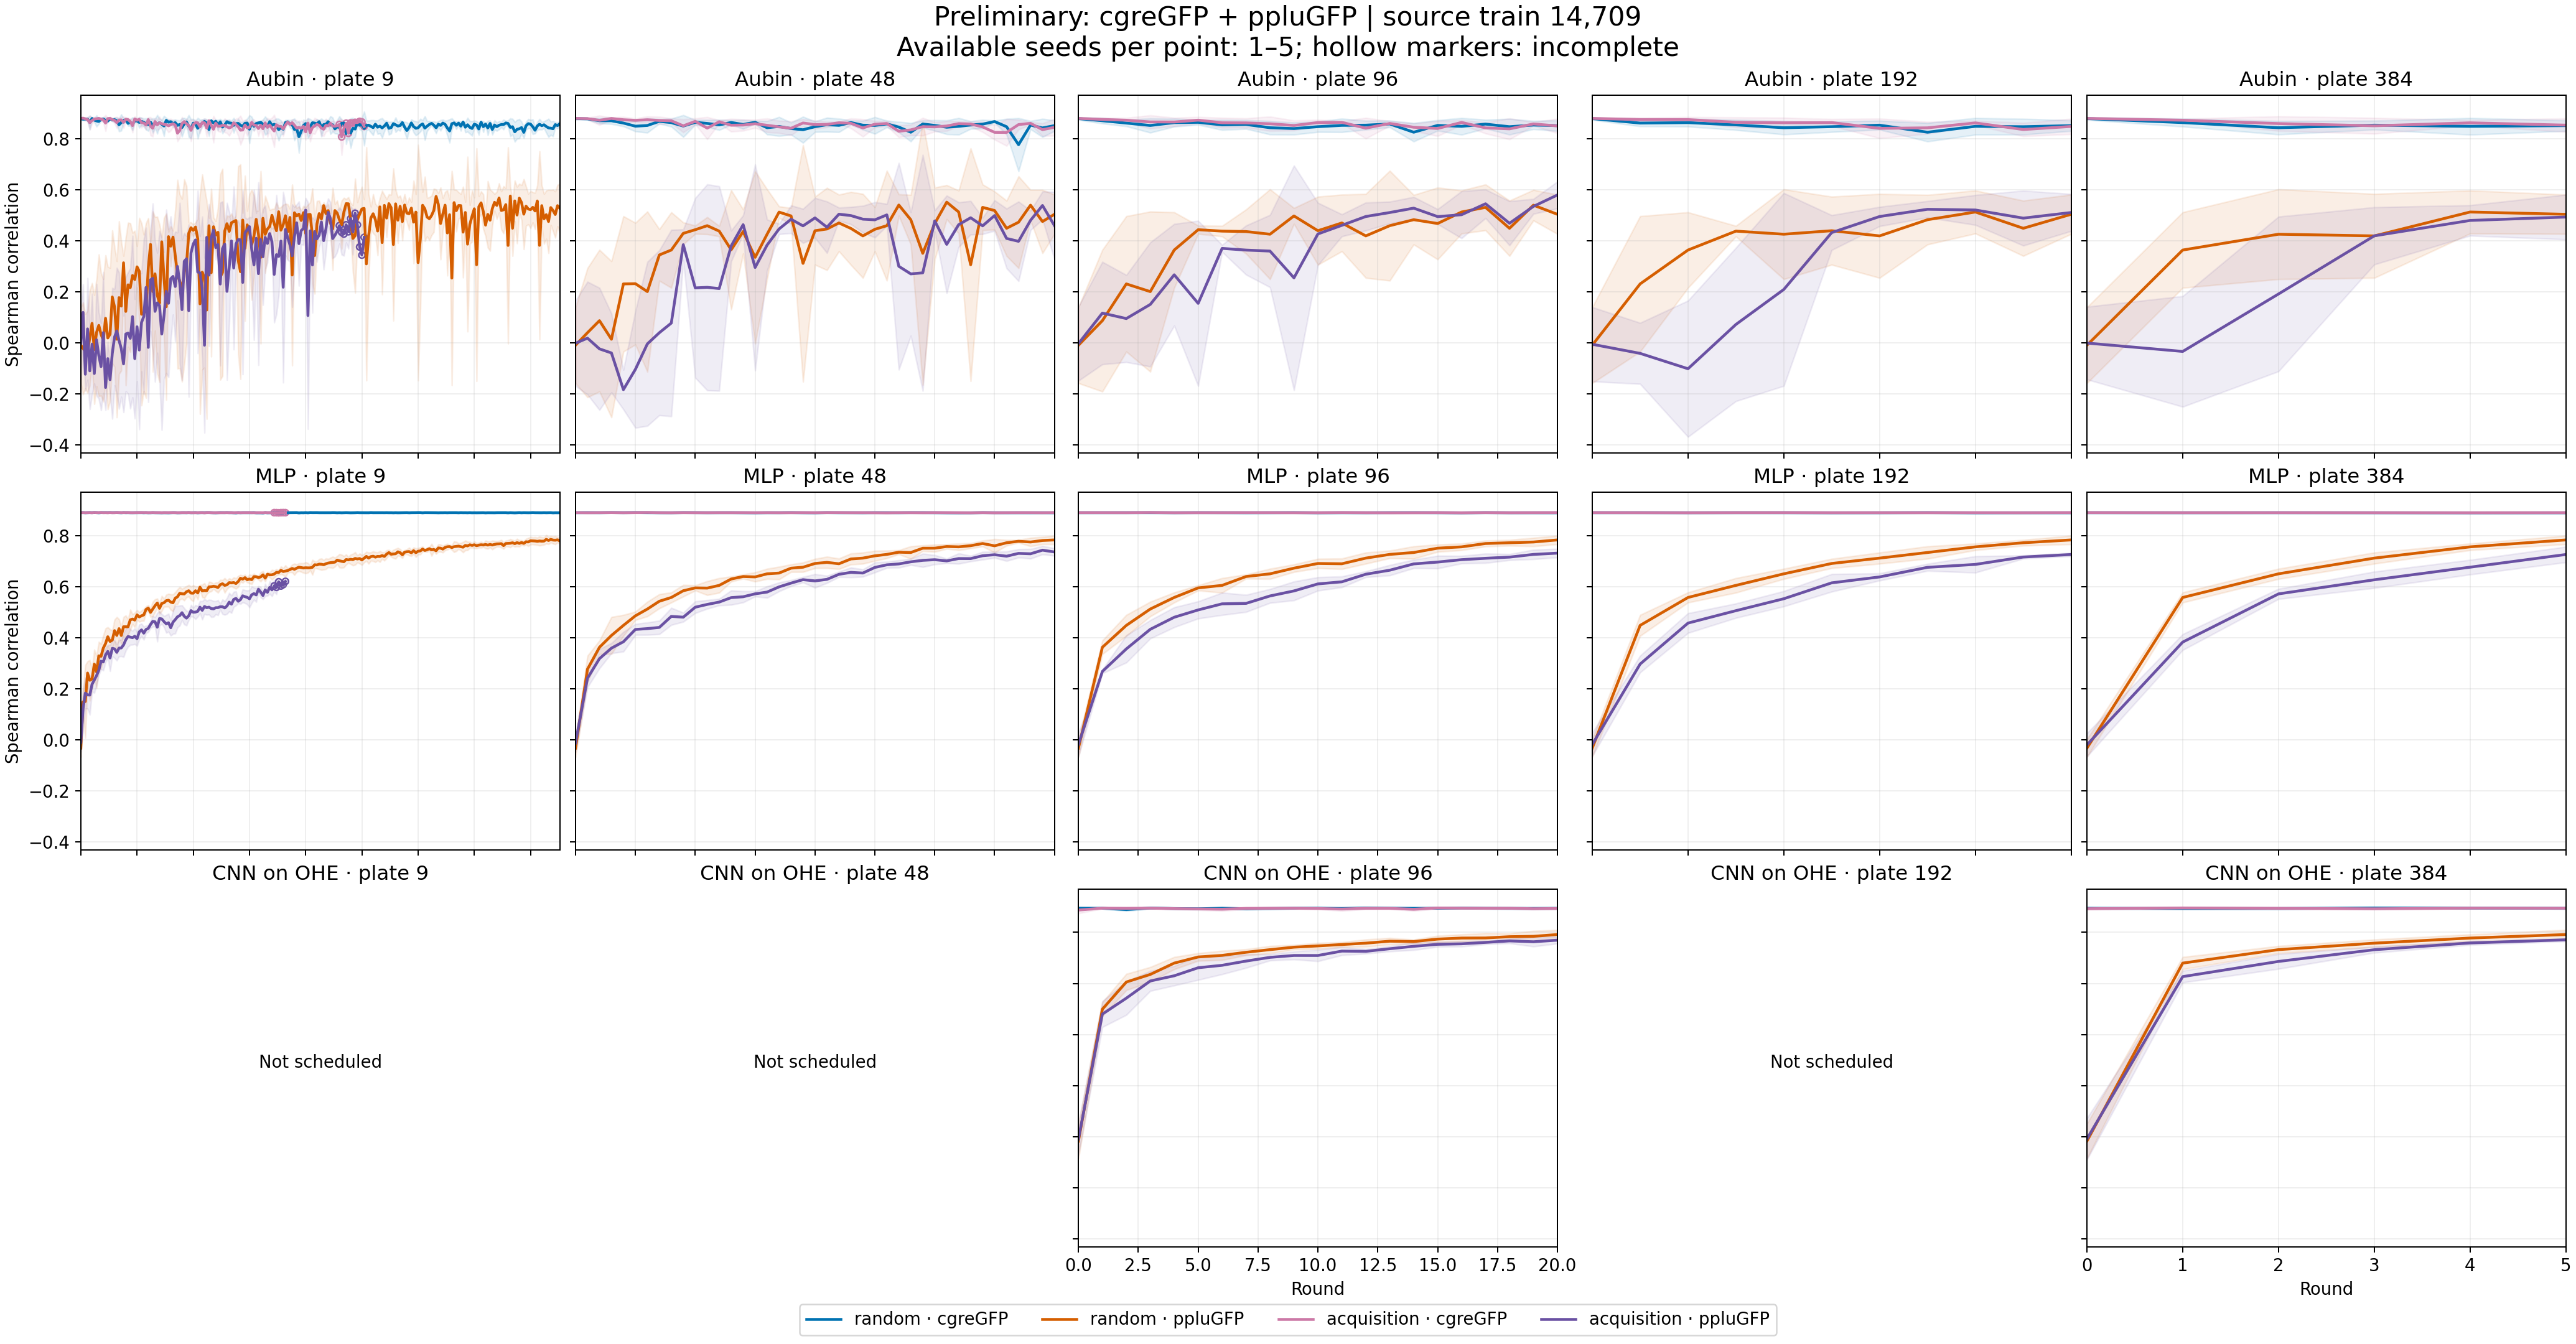 Preliminary: cgreGFP + ppluGFP | source train 14,709
Available seeds per point: 1–5; hollow markers: incomplete
Aubin · plate 9
Aubin · plate 48
Aubin · plate 96
Aubin · plate 192
Aubin · plate 384
Spearman correlation
0.8
0.6
0.4
0.2
0.0
−0.2
−0.4
MLP · plate 9
MLP · plate 48
MLP · plate 96
MLP · plate 192
MLP · plate 384
Spearman correlation
0.8
0.6
0.4
0.2
0.0
−0.2
−0.4
CNN on OHE · plate 9
CNN on OHE · plate 48
CNN on OHE · plate 96
CNN on OHE · plate 192
CNN on OHE · plate 384
Not scheduled
Not scheduled
Not scheduled
0.0 2.5 5.0 7.5 10.0 12.5 15.0 17.5 20.0
Round
0 1 2 3 4 5
Round
random · cgreGFP
random · ppluGFP
acquisition · cgreGFP
acquisition · ppluGFP